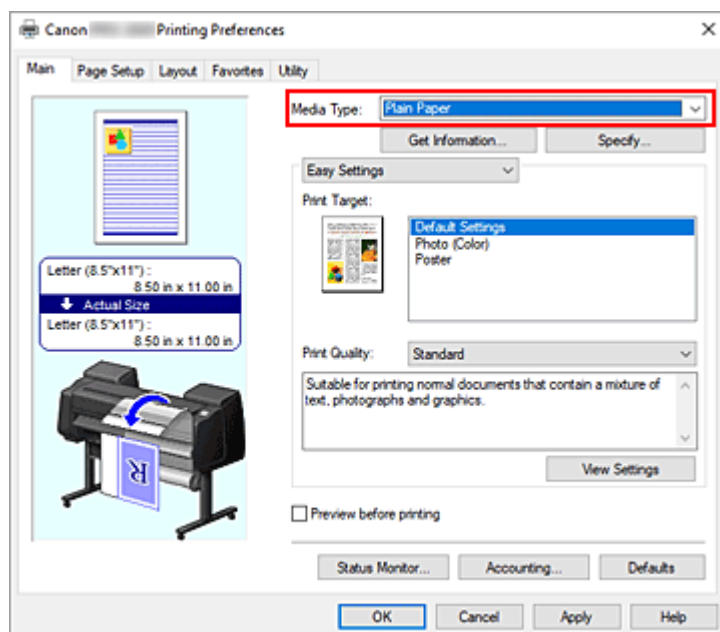 Canon Printing Preferences
Main Page Setup Layout Favorites Utility
Media Type: Plain Paper
Get Information... Specify...
Easy Settings
Print Target:
Default Settings
Photo (Color)
Poster
Letter (8.5"x11") :
8.50 in x 11.00 in
Actual Size
Letter (8.5"x11") :
8.50 in x 11.00 in
R
Print Quality: Standard
Suitable for printing normal documents that contain a mixture of
text, photographs and graphics.
View Settings
Preview before printing
Status Monitor... Accounting... Defaults
OK Cancel Apply Help